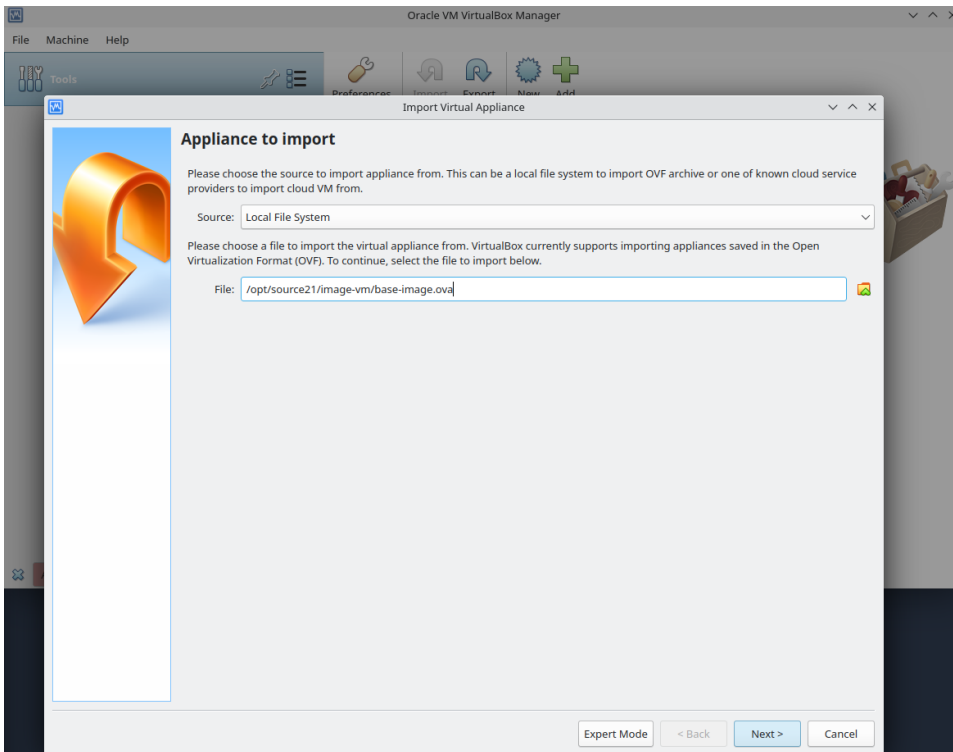 Oracle VM VirtualBox Manager
File Machine Help
Tools
Preferences Import Export New Add
Import Virtual Appliance
Appliance to import
Please choose the source to import appliance from. This can be a local file system to import OVF archive or one of known cloud service
providers to import cloud VM from.
Source: Local File System
Please choose a file to import the virtual appliance from. VirtualBox currently supports importing appliances saved in the Open
Virtualization Format (OVF). To continue, select the file to import below.
File: /opt/source21/image-vm/base-image.ova
Expert Mode < Back Next > Cancel